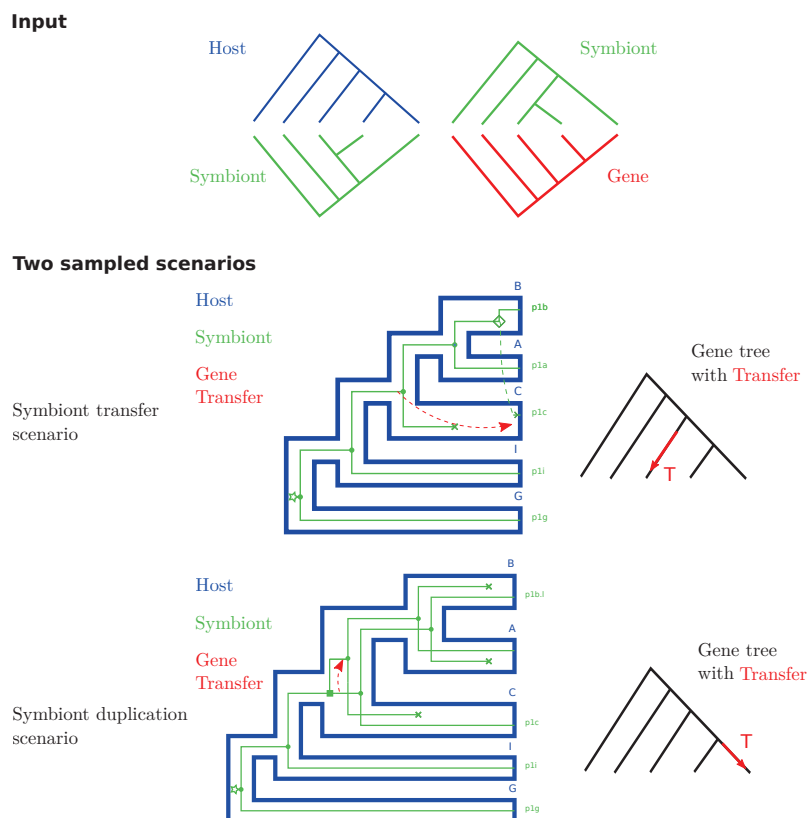 Input
Host
Symbiont
Symbiont
Gene
Two sampled scenarios
Host
Symbiont
Gene
Transfer
Symbiont transfer
scenario
B
p1b
A
p1a
C
p1c
I
p1i
G
p1g
Gene tree
with Transfer
T
Host
Symbiont
Gene
Transfer
Symbiont duplication
scenario
B
p1b.l
A
C
p1c
I
p1i
G
p1g
Gene tree
with Transfer
T